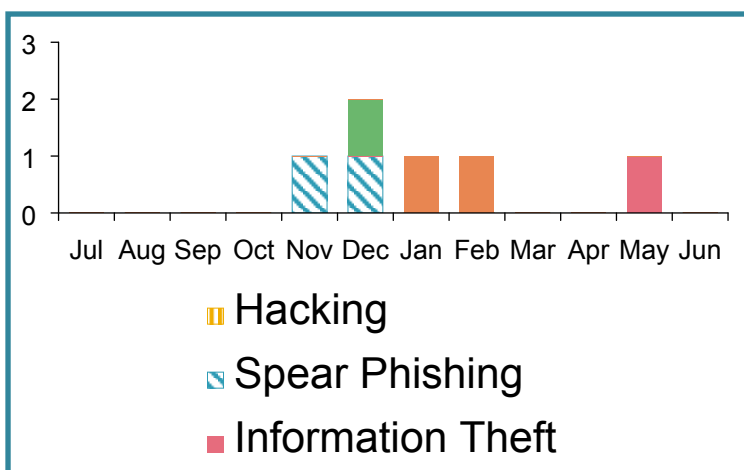 3
2
1
0
Jul Aug Sep Oct Nov Dec Jan Feb Mar Apr May Jun
Hacking
Spear Phishing
Information Theft